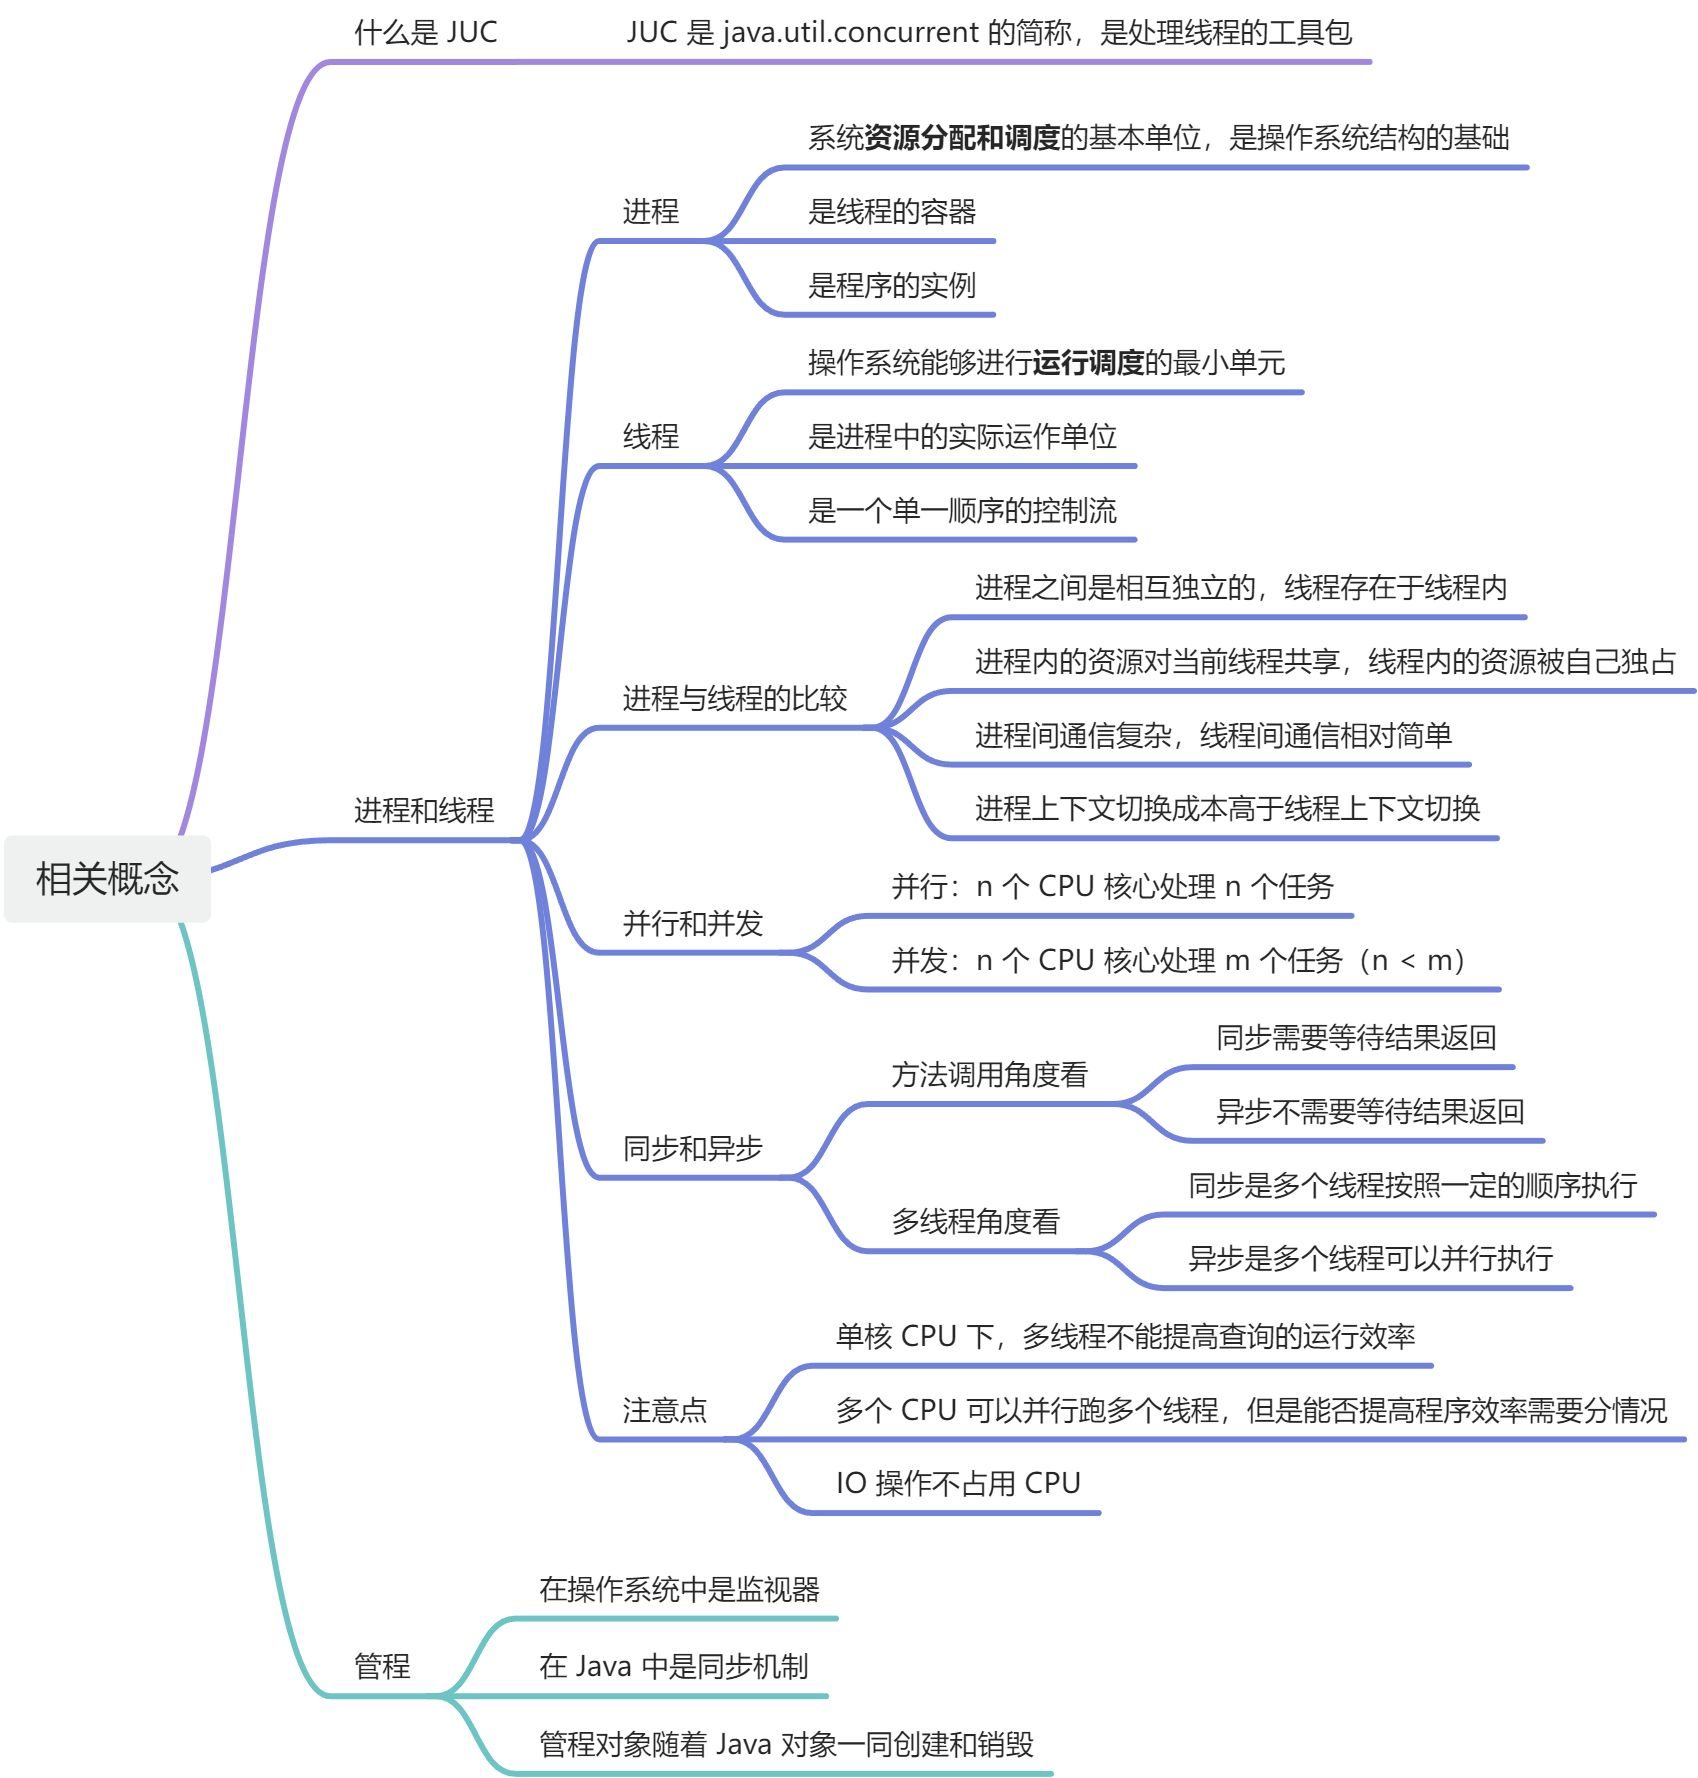 什么是 JUC
JUC 是 java.util.concurrent 的简称，是处理线程的工具包
系统资源分配和调度的基本单位，是操作系统结构的基础
进程
是线程的容器
是程序的实例
操作系统能够进行运行调度的最小单元
线程
是进程中的实际运作单位
是一个单一顺序的控制流
进程之间是相互独立的，线程存在于线程内
进程内的资源对当前线程共享，线程内的资源被自己独占
进程与线程的比较
进程间通信复杂，线程间通信相对简单
进程上下文切换成本高于线程上下文切换
进程和线程
相关概念
并行：n 个 CPU 核心处理 n 个任务
并行和并发
并发：n 个 CPU 核心处理 m 个任务（n < m）
同步需要等待结果返回
方法调用角度看
异步不需要等待结果返回
同步和异步
同步是多个线程按照一定的顺序执行
多线程角度看
异步是多个线程可以并行执行
单核 CPU 下，多线程不能提高查询的运行效率
注意点
多个 CPU 可以并行跑多个线程，但是能否提高程序效率需要分情况
IO 操作不占用 CPU
在操作系统中是监视器
管程
在 Java 中是同步机制
管程对象随着 Java 对象一同创建和销毁